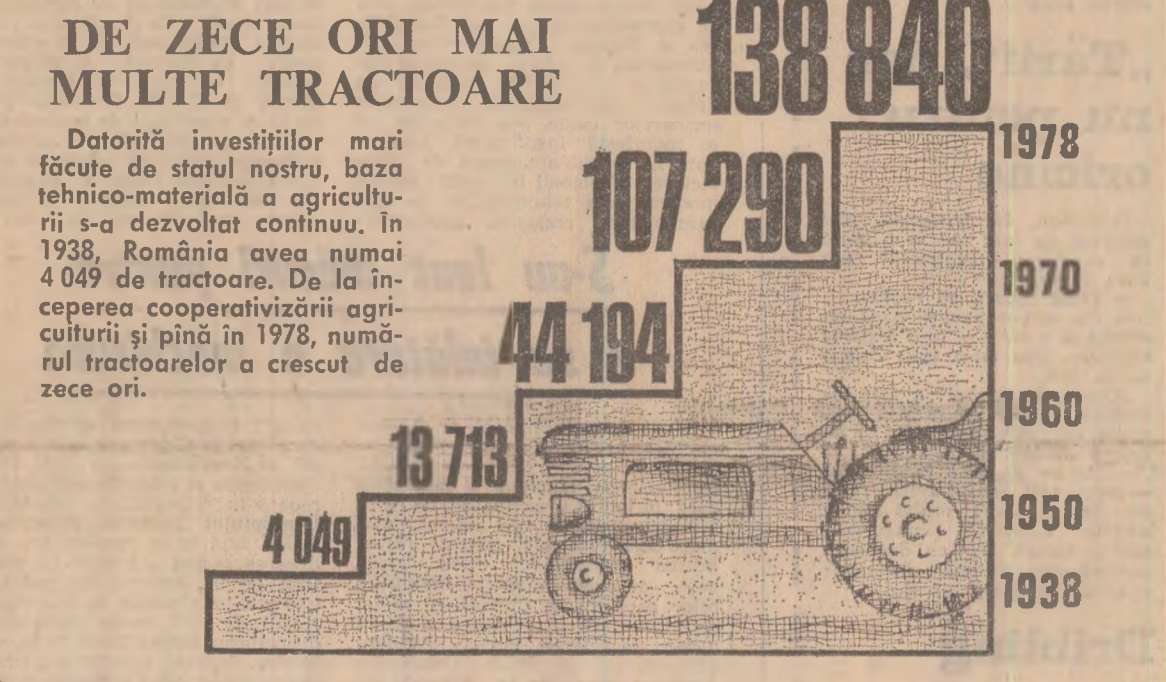 DE ZECE ORI MAI
MULTE TRACTOARE
Datorită investițiilor mari
făcute de statul nostru, baza
tehnico-materială a agricultu-
rii s-a dezvoltat continuu. În
1938, România avea numai
4 049 de tractoare. De la în-
ceperea cooperativizării agri-
culturii și pînă în 1978, numă-
rul tractoarelor a crescut de
zece ori.
138 840
1978
107 290
1970
44 194
1960
13 713
1950
4 049
1938